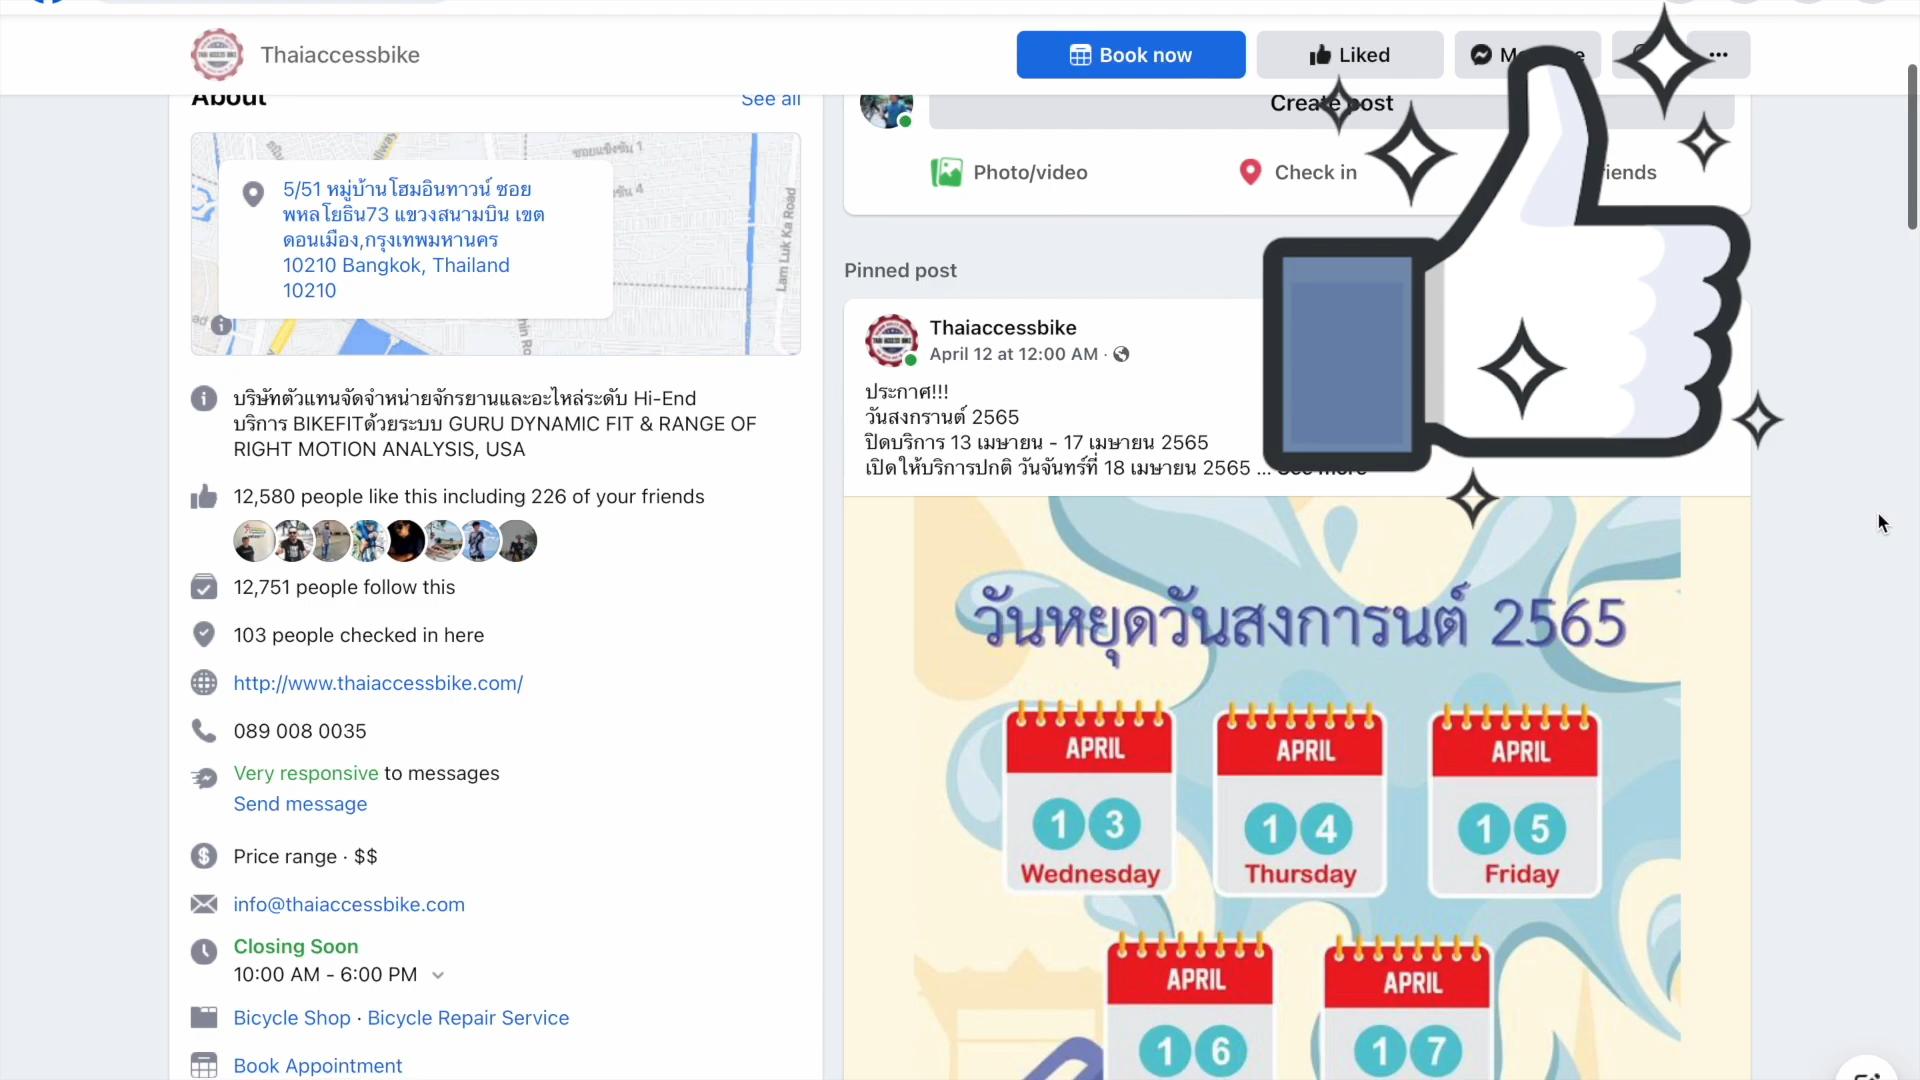 Thaiaccessbike
Book now
Liked
About
See all
5/51 หมู่บ้านโฮมอินทาวน์ ซอย
พหลโยธิน73 แขวงสนามบิน เขต
ดอนเมือง,กรุงเทพมหานคร
10210 Bangkok, Thailand
10210
Lam Luk Ka Road
บริษัทตัวแทนจัดจำหน่ายจักรยานและอะไหล่ระดับ Hi-End
บริการ BIKEFITด้วยระบบ GURU DYNAMIC FIT & RANGE OF
RIGHT MOTION ANALYSIS, USA
12,580 people like this including 226 of your friends
12,751 people follow this
103 people checked in here
http://www.thaiaccessbike.com/
089 008 0035
Very responsive to messages
Send message
Price range · $$
info@thaiaccessbike.com
Closing Soon
10:00 AM - 6:00 PM
Bicycle Shop · Bicycle Repair Service
Book Appointment
Create post
Photo/video
Check in
Pinned post
Thaiaccessbike
April 12 at 12:00 AM ·
ประกาศ!!!
วันสงกรานต์ 2565
ปิดบริการ 13 เมษายน - 17 เมษายน 2565
เปิดให้บริการปกติ วันจันทร์ที่ 18 เมษายน 2565 ... See more
วันหยุดวันสงการนต์ 2565
APRIL
13
Wednesday
APRIL
14
Thursday
APRIL
15
Friday
APRIL
16
APRIL
17